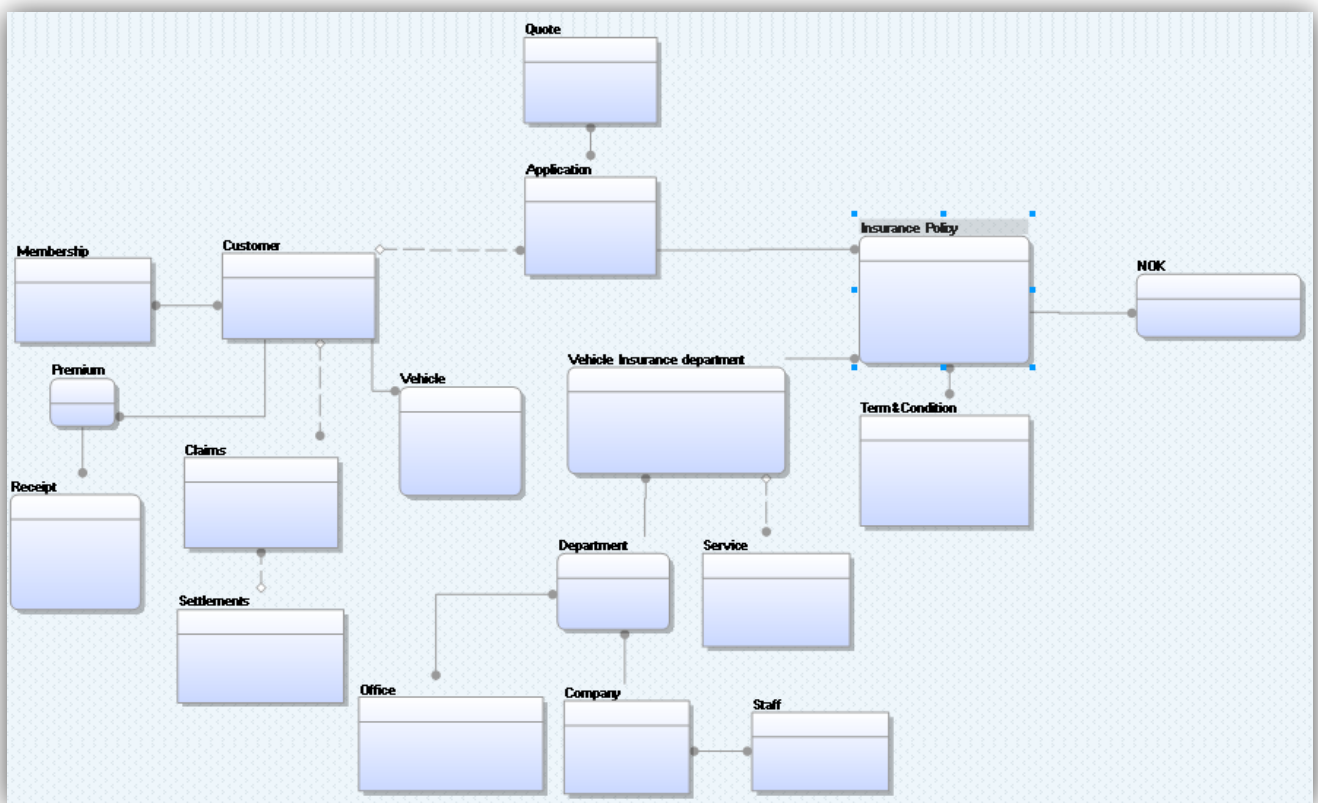 Quote
Application
Insurance Policy
Membership
Customer
NOK
Vehicle Insurance department
Premium
Vehicle
Term&Condition
Claims
Receipt
Department
Service
Settlements
Office
Company
Staff